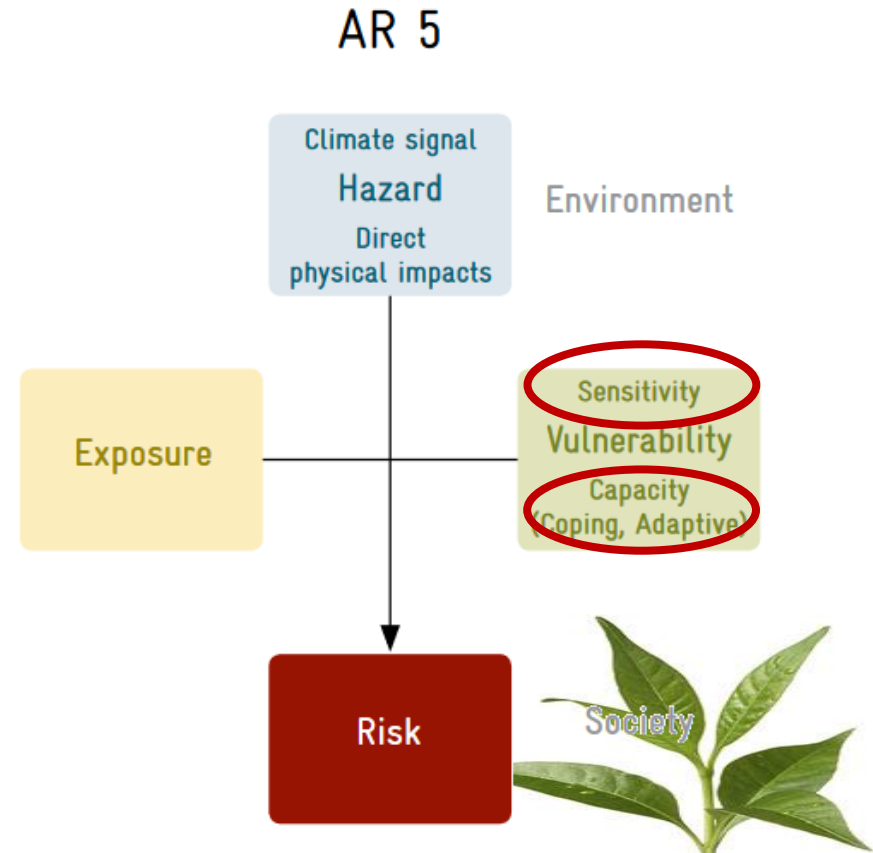 AR 5
Climate signal
Hazard
Direct
physical impacts
Environment
Exposure
Sensitivity
Vulnerability
Capacity
(Coping, Adaptive)
Risk
Society